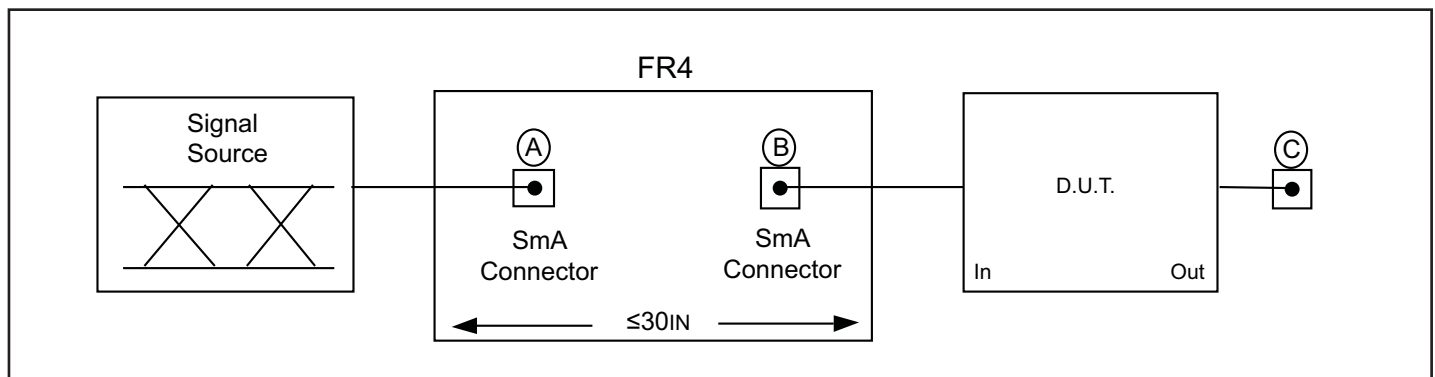 FR4
Signal
Source
A
B
C
SmA
Connector
SmA
Connector
D.U.T.
In
Out
≤30IN